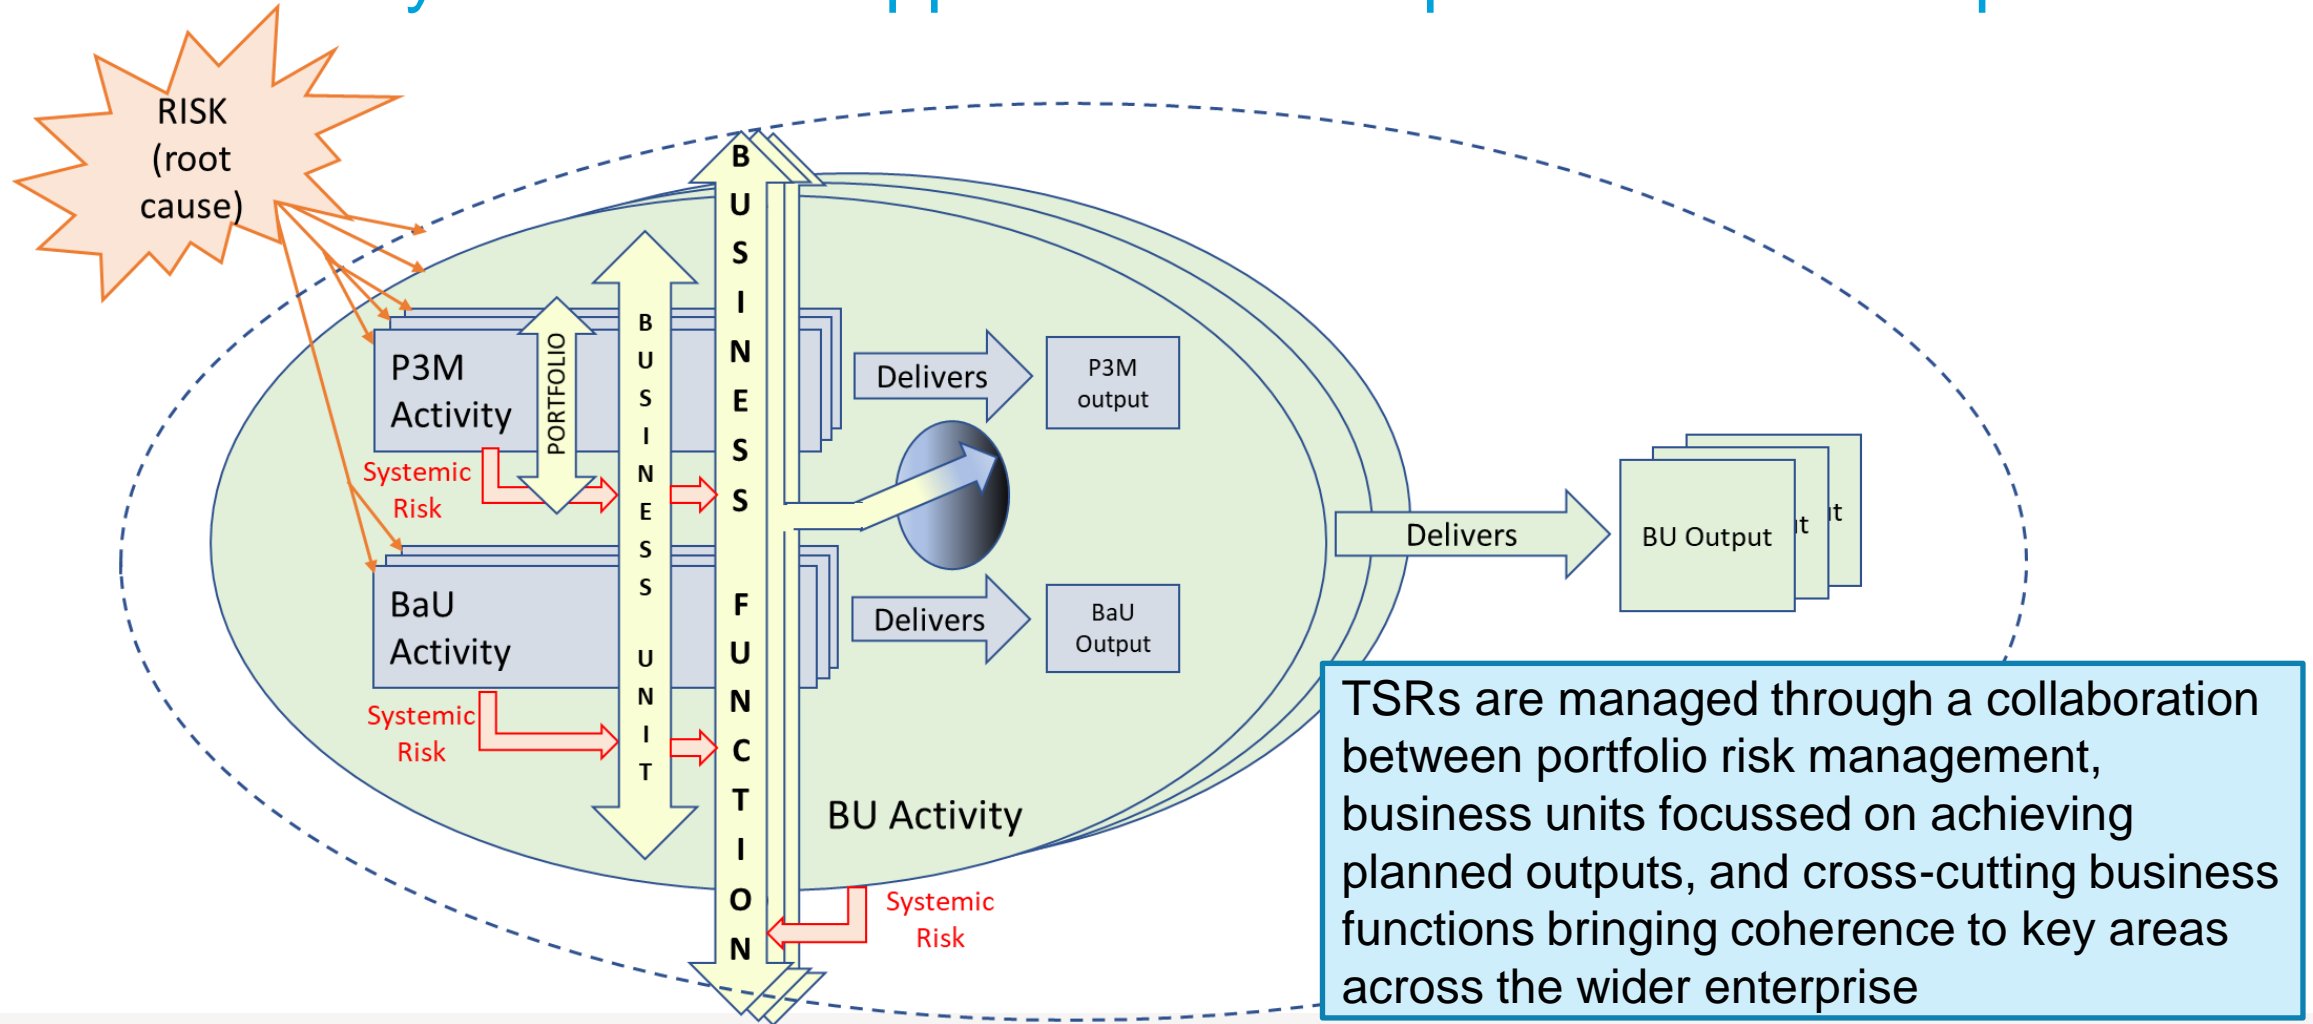 RISK
(root
cause)
BUSINESS FUNCTION
BUSINESS UNIT
PORTFOLIO
P3M
Activity
Delivers
P3M
output
Systemic
Risk
Delivers
BU Output
BaU
Activity
Delivers
BaU
Output
Systemic
Risk
BU Activity
Systemic
Risk
TSRs are managed through a collaboration
between portfolio risk management,
business units focussed on achieving
planned outputs, and cross-cutting business
functions bringing coherence to key areas
across the wider enterprise